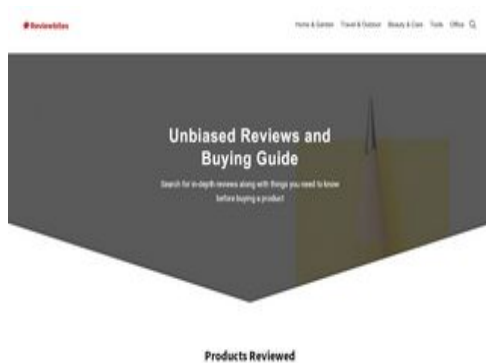 Reviewbites
Home & Garden Travel & Outdoor Beauty & Care Tools Office
Unbiased Reviews and
Buying Guide
Search for in-depth reviews along with things you need to know
before buying a product
Products Reviewed